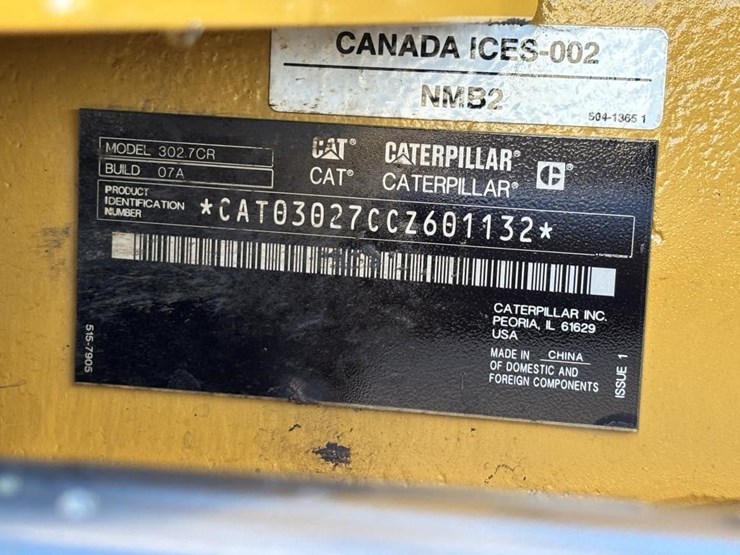 CANADA ICES-002
NMB2
504-1365 1
MODEL 302.7CR
BUILD 07A
CAT® CATERPILLAR® C®
CAT® CATERPILLAR®
PRODUCT
IDENTIFICATION
NUMBER
*CAT03027CCZ601132*
CATERPILLAR INC.
PEORIA, IL 61629
USA
MADE IN CHINA
OF DOMESTIC AND
FOREIGN COMPONENTS
515-7905
ISSUE 1